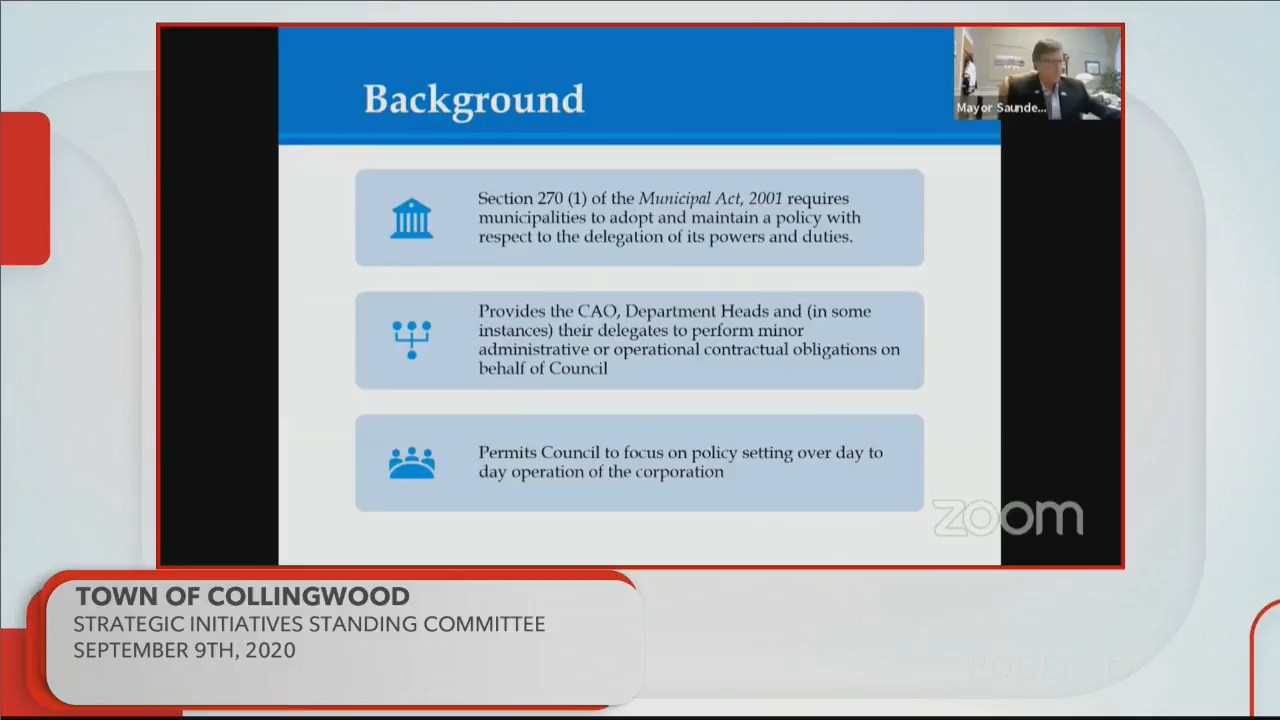 Background
Mayor Saunde...
Section 270 (1) of the Municipal Act, 2001 requires
municipalities to adopt and maintain a policy with
respect to the delegation of its powers and duties.
Provides the CAO, Department Heads and (in some
instances) their delegates to perform minor
administrative or operational contractual obligations on
behalf of Council
Permits Council to focus on policy setting over day to
day operation of the corporation
zoom
TOWN OF COLLINGWOOD
STRATEGIC INITIATIVES STANDING COMMITTEE
SEPTEMBER 9TH, 2020